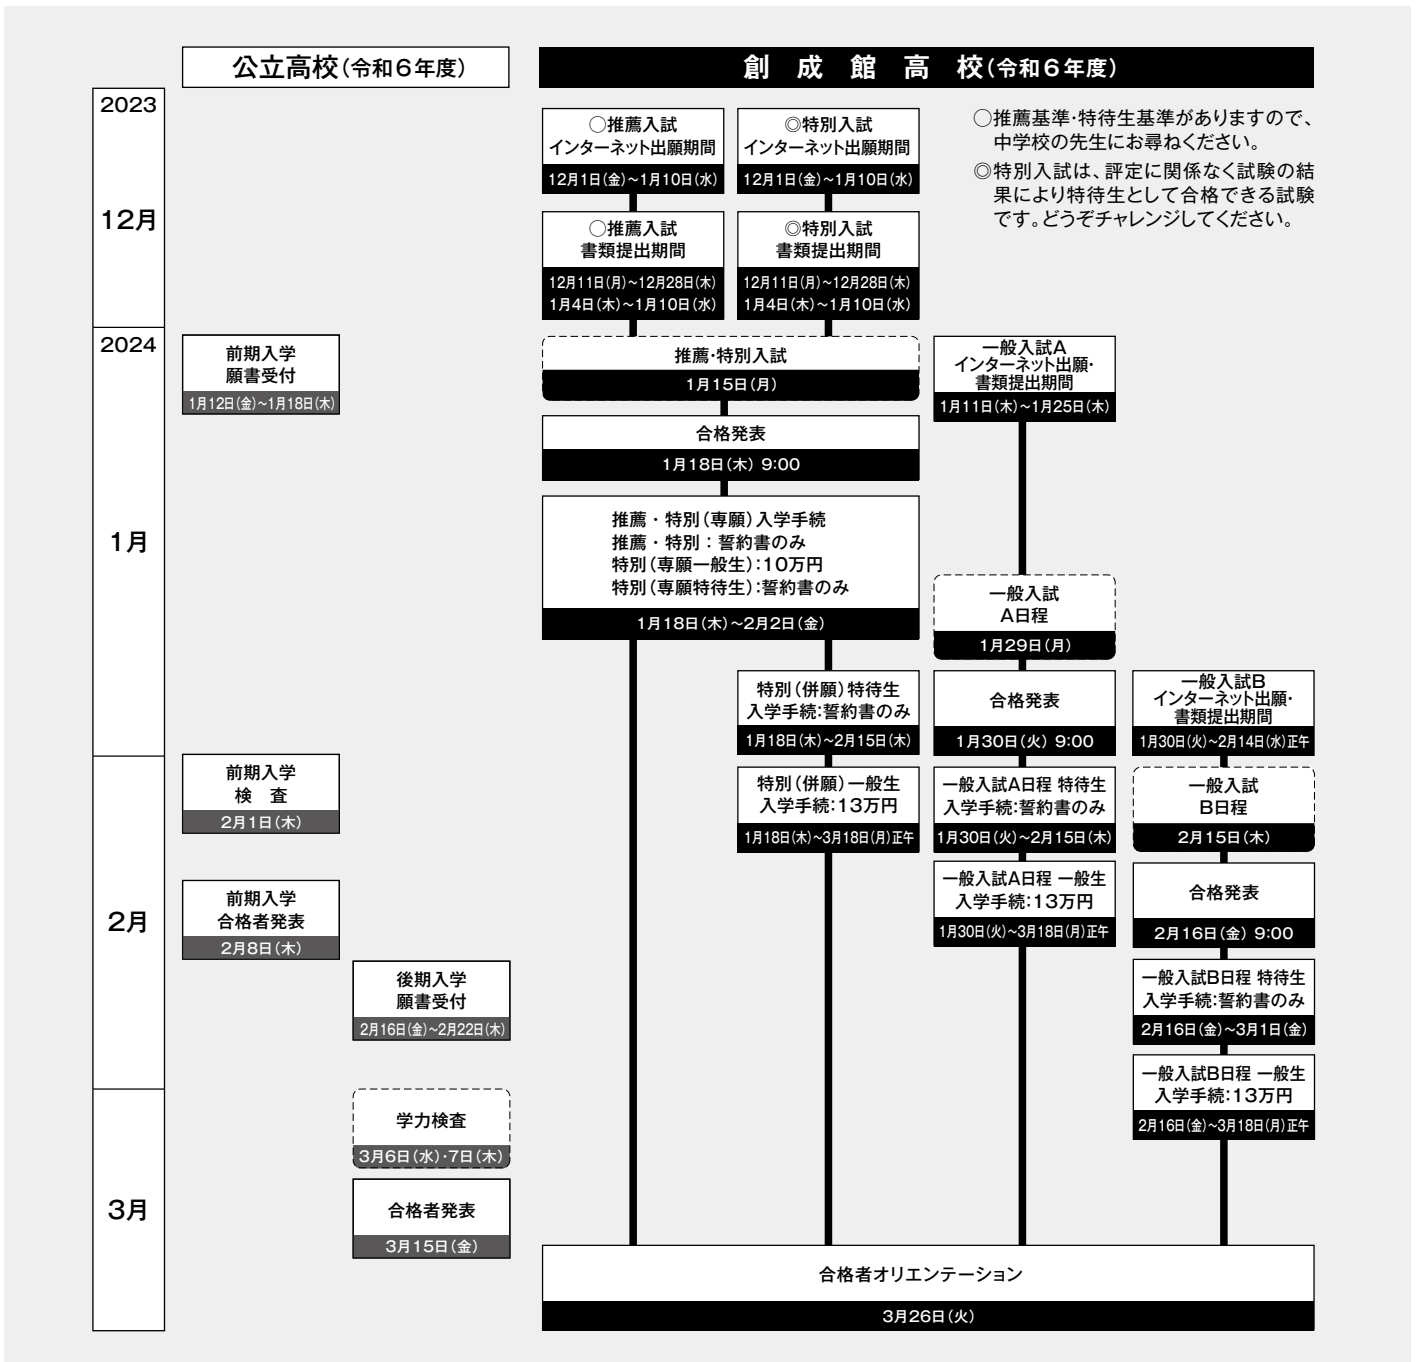 公立高校(令和6年度)
創成館高校(令和6年度)
2023
12月
○推薦入試
インターネット出願期間
12月1日(金)～1月10日(水)
◎特別入試
インターネット出願期間
12月1日(金)～1月10日(水)
○推薦基準・特待生基準がありますので、
中学校の先生にお尋ねください。
◎特別入試は、評定に関係なく試験の結
果により特待生として合格できる試験
です。どうぞチャレンジしてください。
○推薦入試
書類提出期間
12月11日(月)～12月28日(木)
1月4日(木)～1月10日(水)
◎特別入試
書類提出期間
12月11日(月)～12月28日(木)
1月4日(木)～1月10日(水)
2024
1月
前期入学
願書受付
1月12日(金)～1月18日(木)
推薦・特別入試
1月15日(月)
一般入試A
インターネット出願・
書類提出期間
1月11日(木)～1月25日(木)
合格発表
1月18日(木) 9:00
推薦・特別(専願)入学手続
推薦・特別：誓約書のみ
特別(専願一般生)：10万円
特別(専願特待生)：誓約書のみ
1月18日(木)～2月2日(金)
一般入試
A日程
1月29日(月)
特別(併願)特待生
入学手続：誓約書のみ
1月18日(木)～2月15日(木)
合格発表
1月30日(火) 9:00
一般入試B
インターネット出願・
書類提出期間
1月30日(火)～2月14日(水)正午
2月
前期入学
検　査
2月1日(木)
特別(併願)一般生
入学手続：13万円
1月18日(木)～3月18日(月)正午
一般入試A日程 特待生
入学手続：誓約書のみ
1月30日(火)～2月15日(木)
一般入試
B日程
2月15日(木)
前期入学
合格者発表
2月8日(木)
一般入試A日程 一般生
入学手続：13万円
1月30日(火)～3月18日(月)正午
合格発表
2月16日(金) 9:00
後期入学
願書受付
2月16日(金)～2月22日(木)
一般入試B日程 特待生
入学手続：誓約書のみ
2月16日(金)～3月1日(金)
一般入試B日程 一般生
入学手続：13万円
2月16日(金)～3月18日(月)正午
3月
学力検査
3月6日(水)・7日(木)
合格者発表
3月15日(金)
合格者オリエンテーション
3月26日(火)